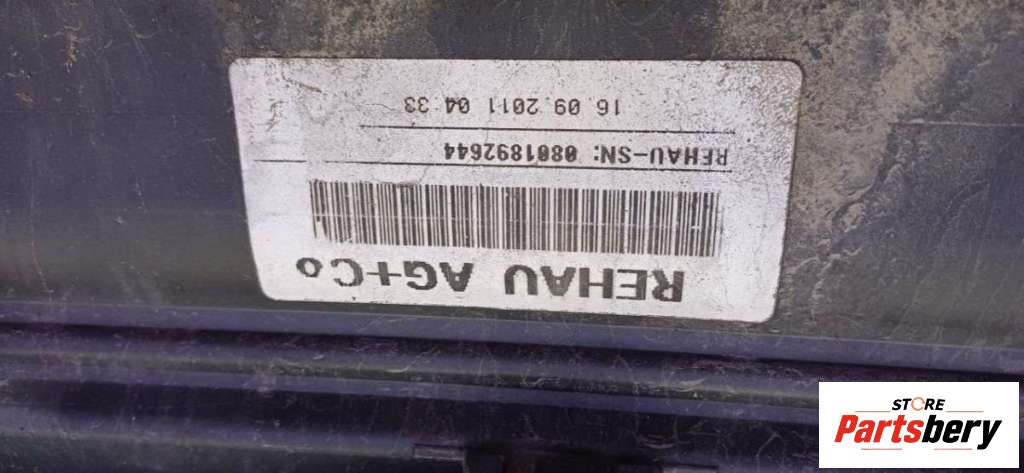 REHAU AG+Co
REHAU-SN: 0801892644
16.09.2011 04:33
STORE
Partsbery